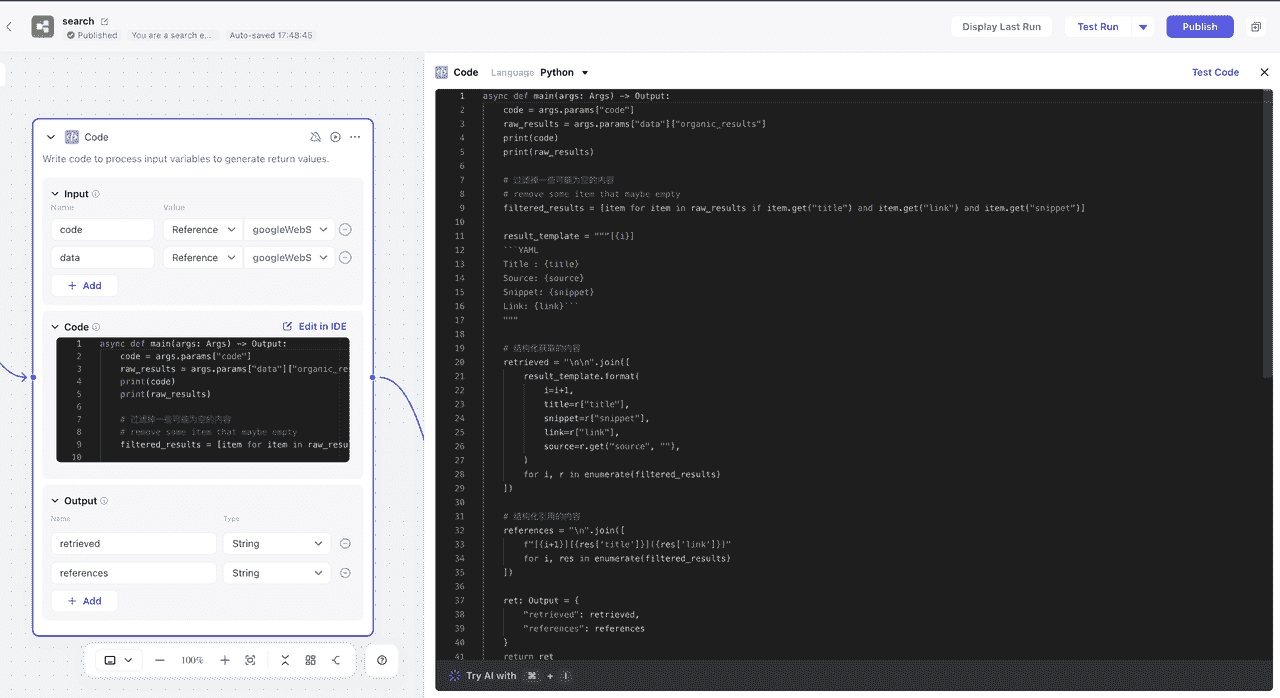 search
Published
You are a search e...
Auto-saved 17:48:45
Display Last Run
Test Run
Publish
Code
Write code to process input variables to generate return values.
Input
Name Value
code Reference googleWebS
data Reference googleWebS
+ Add
Code Edit in IDE
1 async def main(args: Args) -> Output:
2 code = args.params["code"]
3 raw_results = args.params["data"]["organic_res
4 print(code)
5 print(raw_results)
6
7 # 过滤掉一些可能为空的内容
8 # remove some item that maybe empty
9 filtered_results = [item for item in raw_resu
10
Output
Name Type
retrieved String
references String
+ Add
100%
Code Language Python Test Code
1 async def main(args: Args) -> Output:
2 code = args.params["code"]
3 raw_results = args.params["data"]["organic_results"]
4 print(code)
5 print(raw_results)
6
7 # 过滤掉一些可能为空的内容
8 # remove some item that maybe empty
9 filtered_results = [item for item in raw_results if item.get("title") and item.get("link") and item.get("snippet")]
10
11 result_template = """[{i}]
12 ```YAML
13 Title : {title}
14 Source: {source}
15 Snippet: {snippet}
16 Link: {link}```
17 """
18
19 # 结构化获取的内容
20 retrieved = "\n\n".join([
21 result_template.format(
22 i=i+1,
23 title=r["title"],
24 snippet=r["snippet"],
25 link=r["link"],
26 source=r.get("source", ""),
27 )
28 for i, r in enumerate(filtered_results)
29 ])
30
31 # 结构化引用的内容
32 references = "\n".join([
33 f"[{i+1}][{res['title']}]({res['link']})"
34 for i, res in enumerate(filtered_results)
35 ])
36
37 ret: Output = {
38 "retrieved": retrieved,
39 "references": references
40 }
41 return ret
Try AI with ⌘ + I